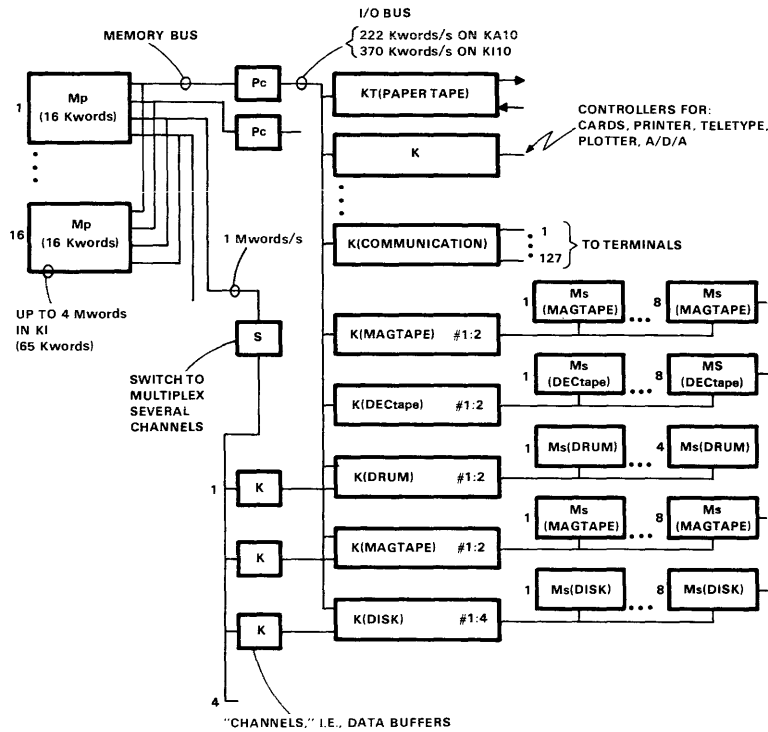 I/O BUS
MEMORY BUS
222 Kwords/s ON KA10
370 Kwords/s ON KI10
1
Mp
(16 Kwords)
Pc
Pc
KT(PAPER TAPE)
K
CONTROLLERS FOR:
CARDS, PRINTER, TELETYPE,
PLOTTER, A/D/A
16
Mp
(16 Kwords)
1 Mwords/s
K(COMMUNICATION)
1
127
TO TERMINALS
UP TO 4 Mwords
IN KI
(65 Kwords)
S
SWITCH TO
MULTIPLEX
SEVERAL
CHANNELS
K(MAGTAPE) #1:2
1
Ms
(MAGTAPE)
8
Ms
(MAGTAPE)
K(DECtape) #1:2
1
Ms
(DECtape)
8
MS
(DECtape)
1
K
K(DRUM) #1:2
1
Ms(DRUM)
4
Ms(DRUM)
K
K(MAGTAPE) #1:2
1
Ms
(MAGTAPE)
8
Ms
(MAGTAPE)
K
K(DISK) #1:4
1
Ms(DISK)
8
Ms(DISK)
4
"CHANNELS," I.E., DATA BUFFERS